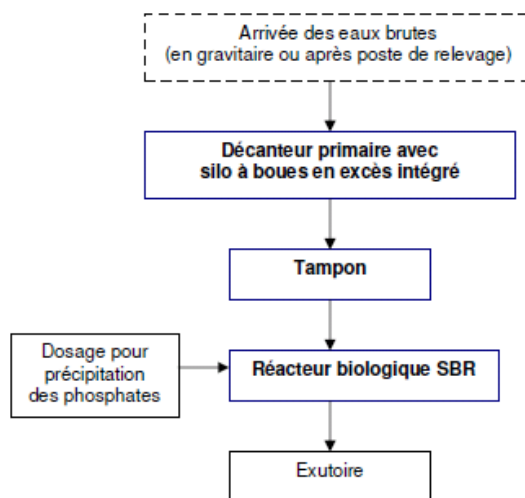 Arrivée des eaux brutes
(en gravitaire ou après poste de relevage)
Décanteur primaire avec
silo à boues en excès intégré
Tampon
Dosage pour
précipitation
des phosphates
Réacteur biologique SBR
Exutoire